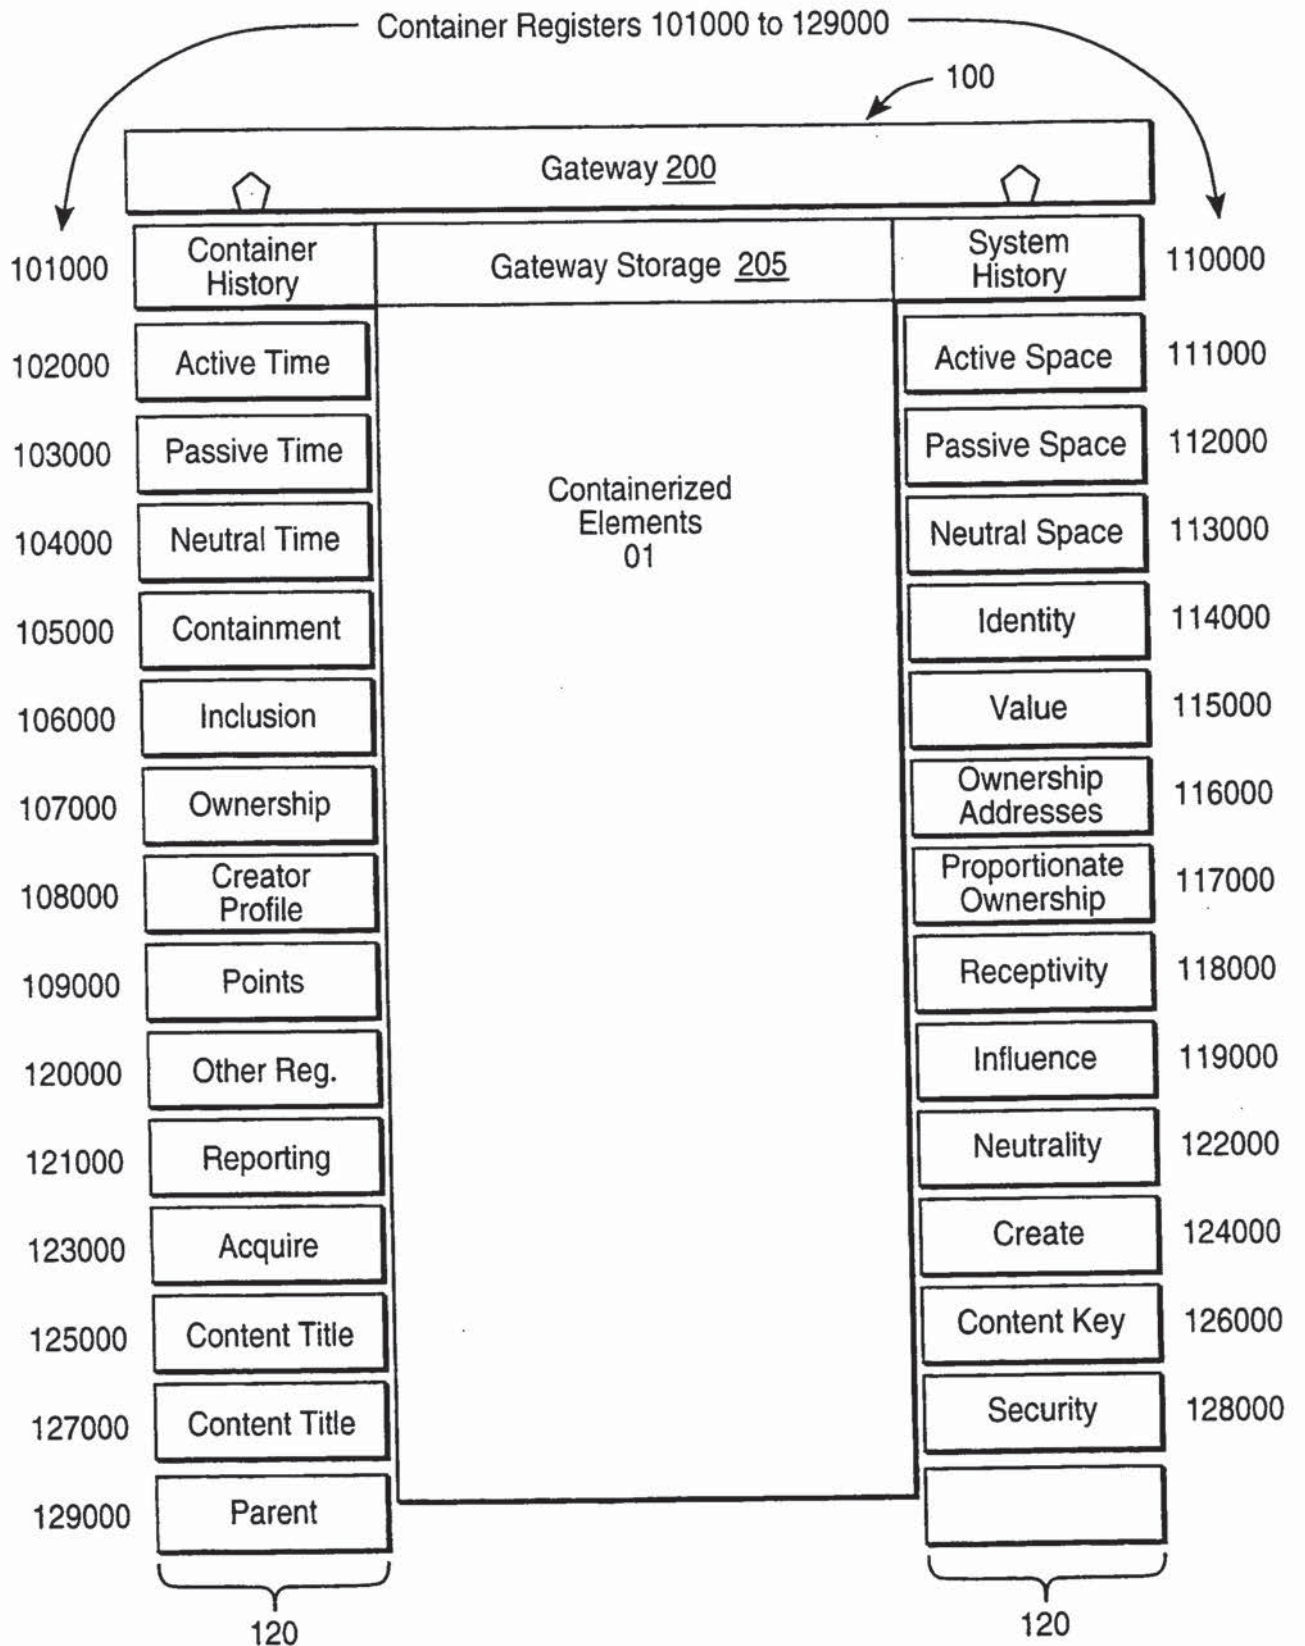 Container Registers 101000 to 129000
100
Gateway 200
101000
Container
History
Gateway Storage 205
System
History
110000
102000
Active Time
Active Space
111000
103000
Passive Time
Passive Space
112000
Containerized
Elements
01
104000
Neutral Time
Neutral Space
113000
105000
Containment
Identity
114000
106000
Inclusion
Value
115000
107000
Ownership
Ownership
Addresses
116000
108000
Creator
Profile
Proportionate
Ownership
117000
109000
Points
Receptivity
118000
120000
Other Reg.
Influence
119000
121000
Reporting
Neutrality
122000
123000
Acquire
Create
124000
125000
Content Title
Content Key
126000
127000
Content Title
Security
128000
129000
Parent
120
120